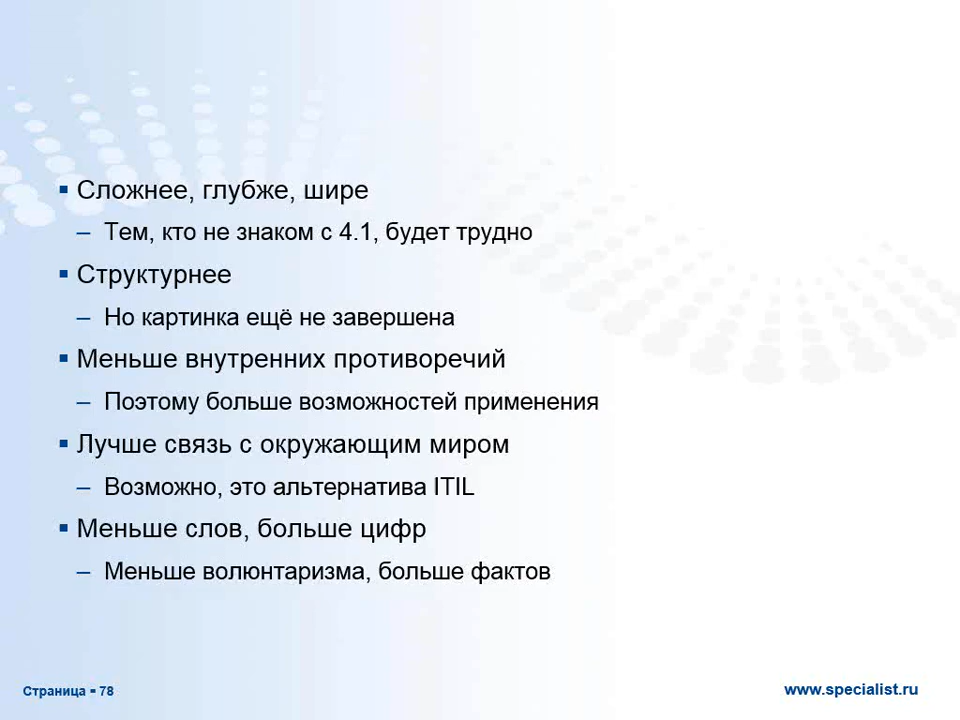 ▪ Сложнее, глубже, шире
– Тем, кто не знаком с 4.1, будет трудно
▪ Структурнее
– Но картинка ещё не завершена
▪ Меньше внутренних противоречий
– Поэтому больше возможностей применения
▪ Лучше связь с окружающим миром
– Возможно, это альтернатива ITIL
▪ Меньше слов, больше цифр
– Меньше волюнтаризма, больше фактов
Страница ▪ 78
www.specialist.ru